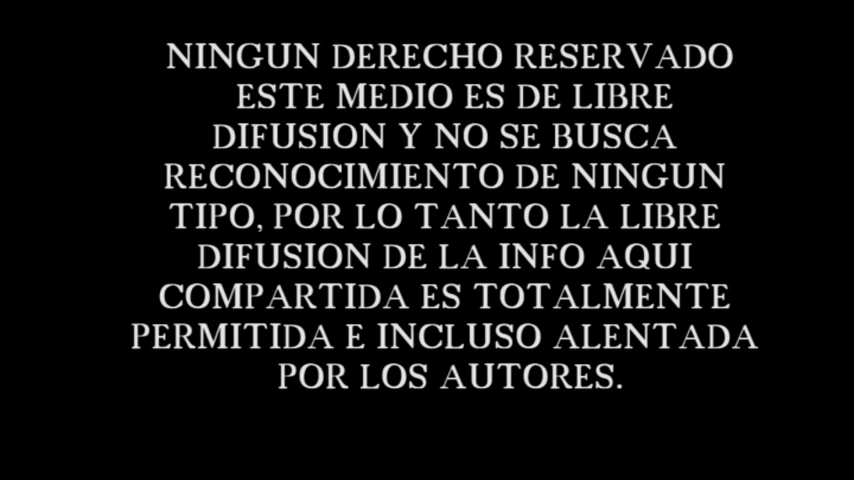 NINGUN DERECHO RESERVADO
ESTE MEDIO ES DE LIBRE
DIFUSION Y NO SE BUSCA
RECONOCIMIENTO DE NINGUN
TIPO, POR LO TANTO LA LIBRE
DIFUSION DE LA INFO AQUI
COMPARTIDA ES TOTALMENTE
PERMITIDA E INCLUSO ALENTADA
POR LOS AUTORES.